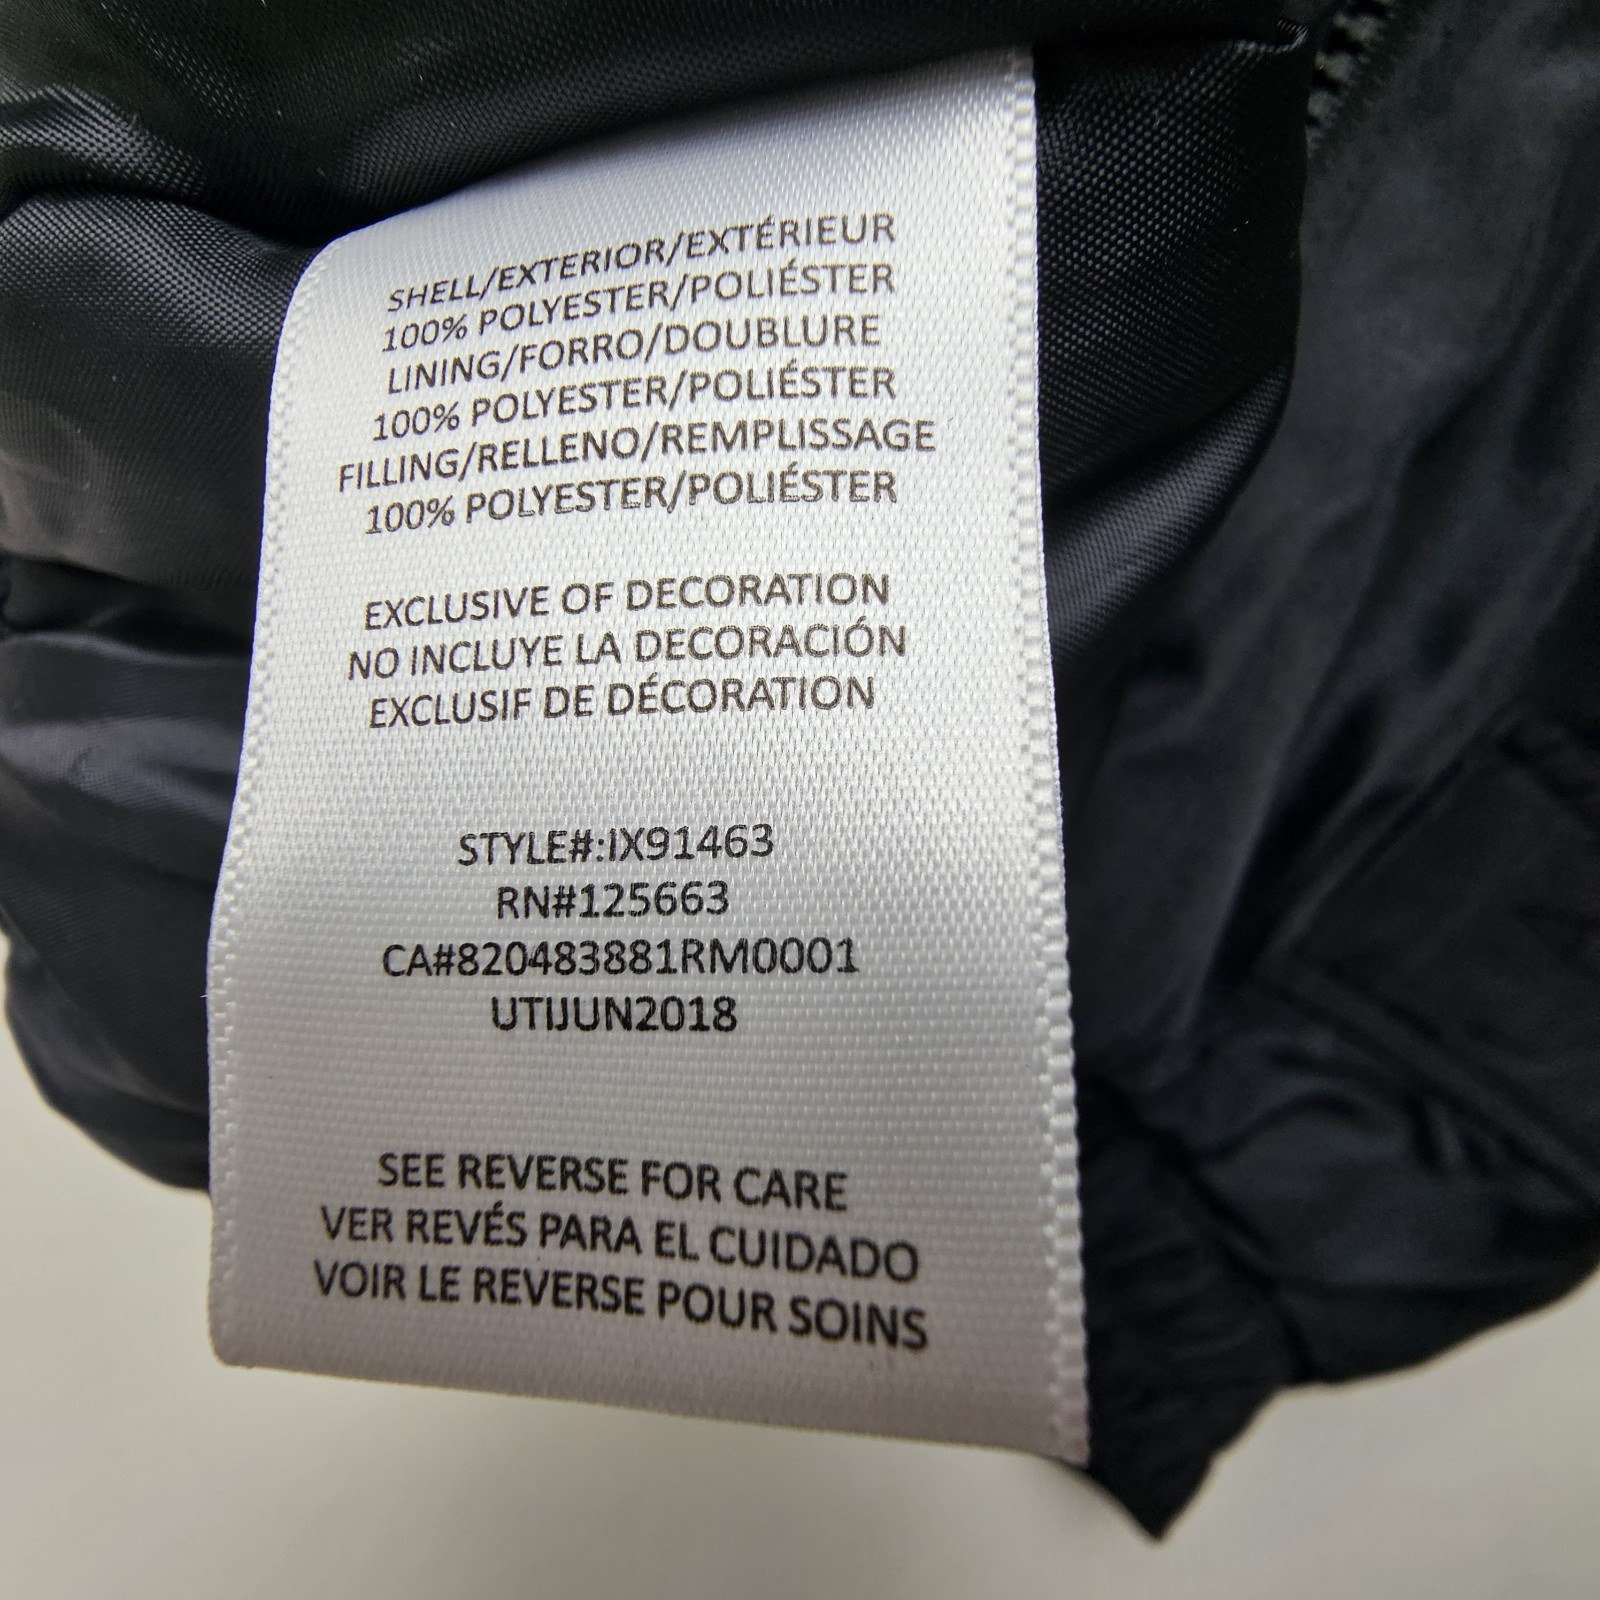 SHELL/EXTERIOR/EXTÉRIEUR
100% POLYESTER/POLIÉSTER
LINING/FORRO/DOUBLURE
100% POLYESTER/POLIÉSTER
FILLING/RELLENO/REMPLISSAGE
100% POLYESTER/POLIÉSTER
EXCLUSIVE OF DECORATION
NO INCLUYE LA DECORACIÓN
EXCLUSIF DE DÉCORATION
STYLE#:IX91463
RN#125663
CA#820483881RM0001
UTIJUN2018
SEE REVERSE FOR CARE
VER REVÉS PARA EL CUIDADO
VOIR LE REVERSE POUR SOINS